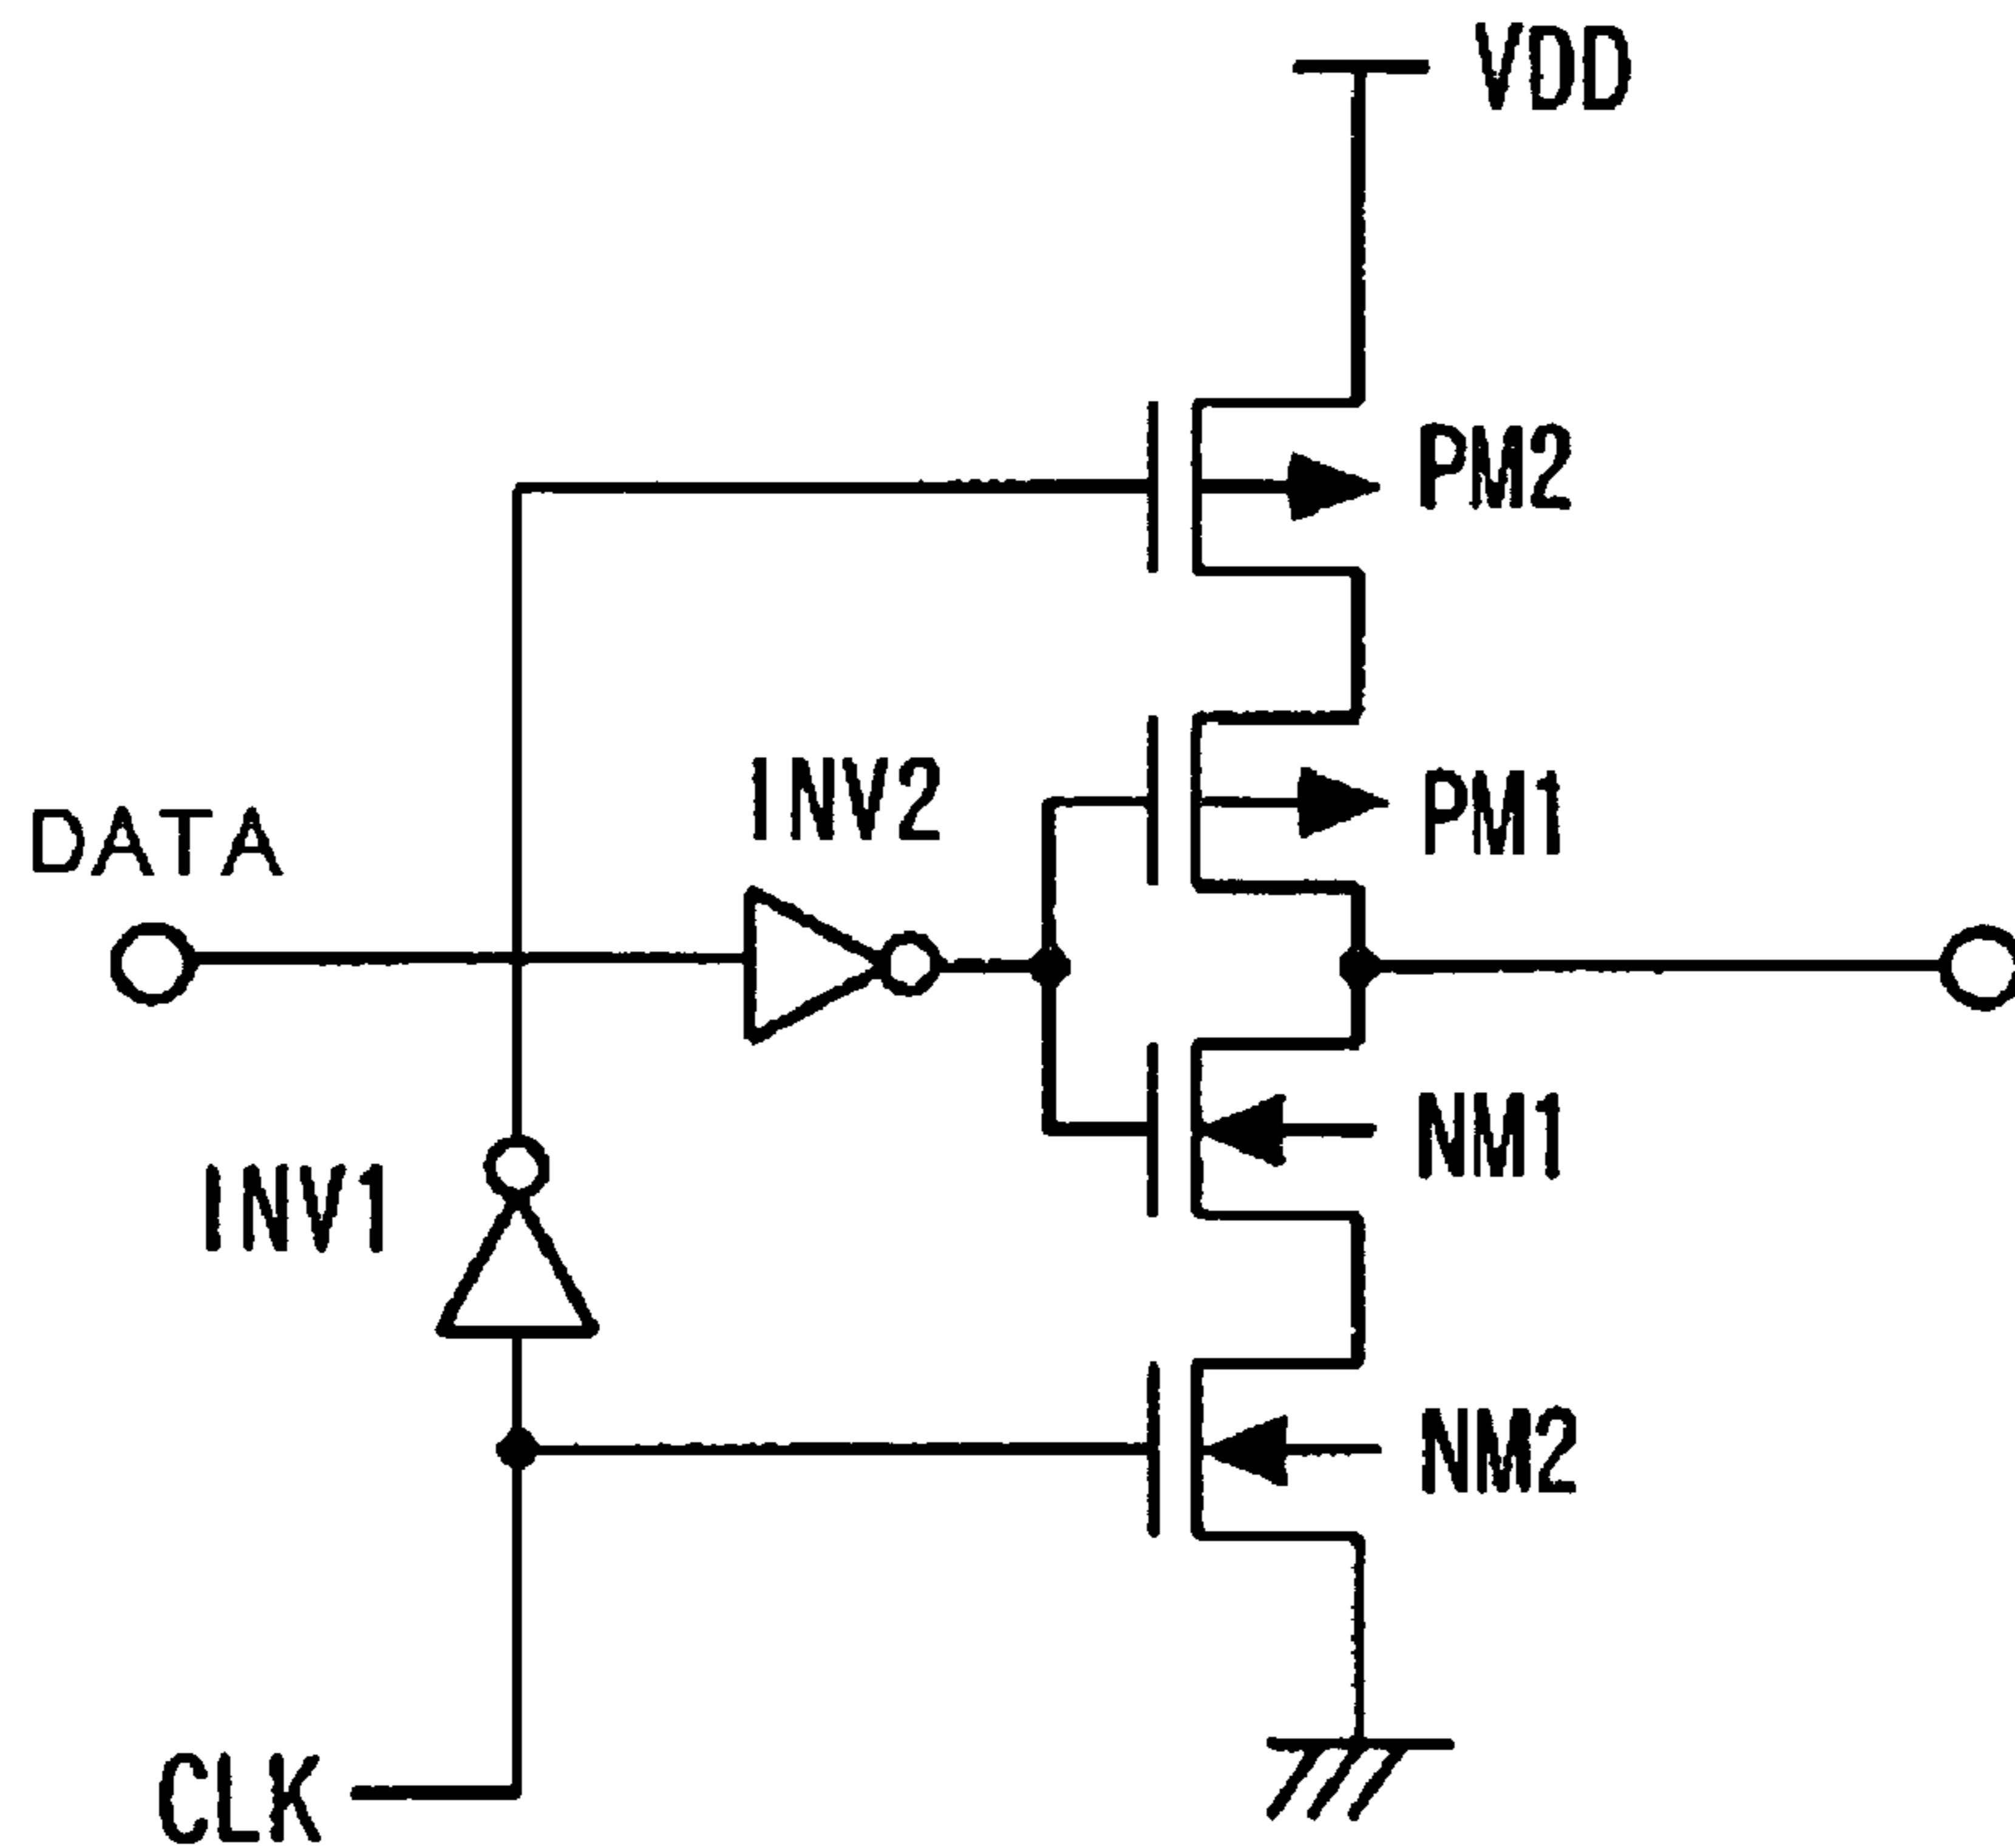 VDD
PM2
INV2
PM1
DATA
NM1
INV1
NM2
CLK